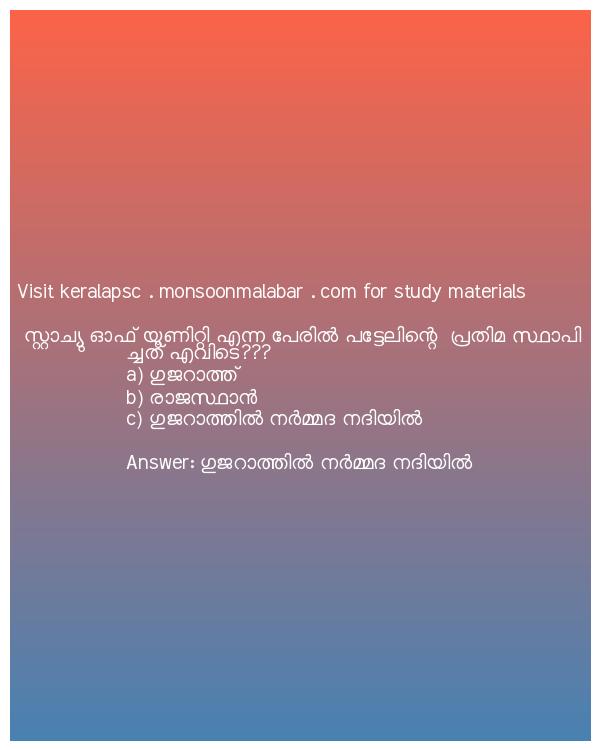 Visit keralapsc . monsoonmalabar . com for study materials
സ്റ്റാച്യു ഓഫ് യൂണിറ്റി എന്ന പേരിൽ പട്ടേലിന്റെ പ്രതിമ സ്ഥാപി
ച്ചത് എവിടെ???
a) ഗുജറാത്ത്
b) രാജസ്ഥാൻ
c) ഗുജറാത്തിൽ നർമ്മദ നദിയിൽ
Answer: ഗുജറാത്തിൽ നർമ്മദ നദിയിൽ